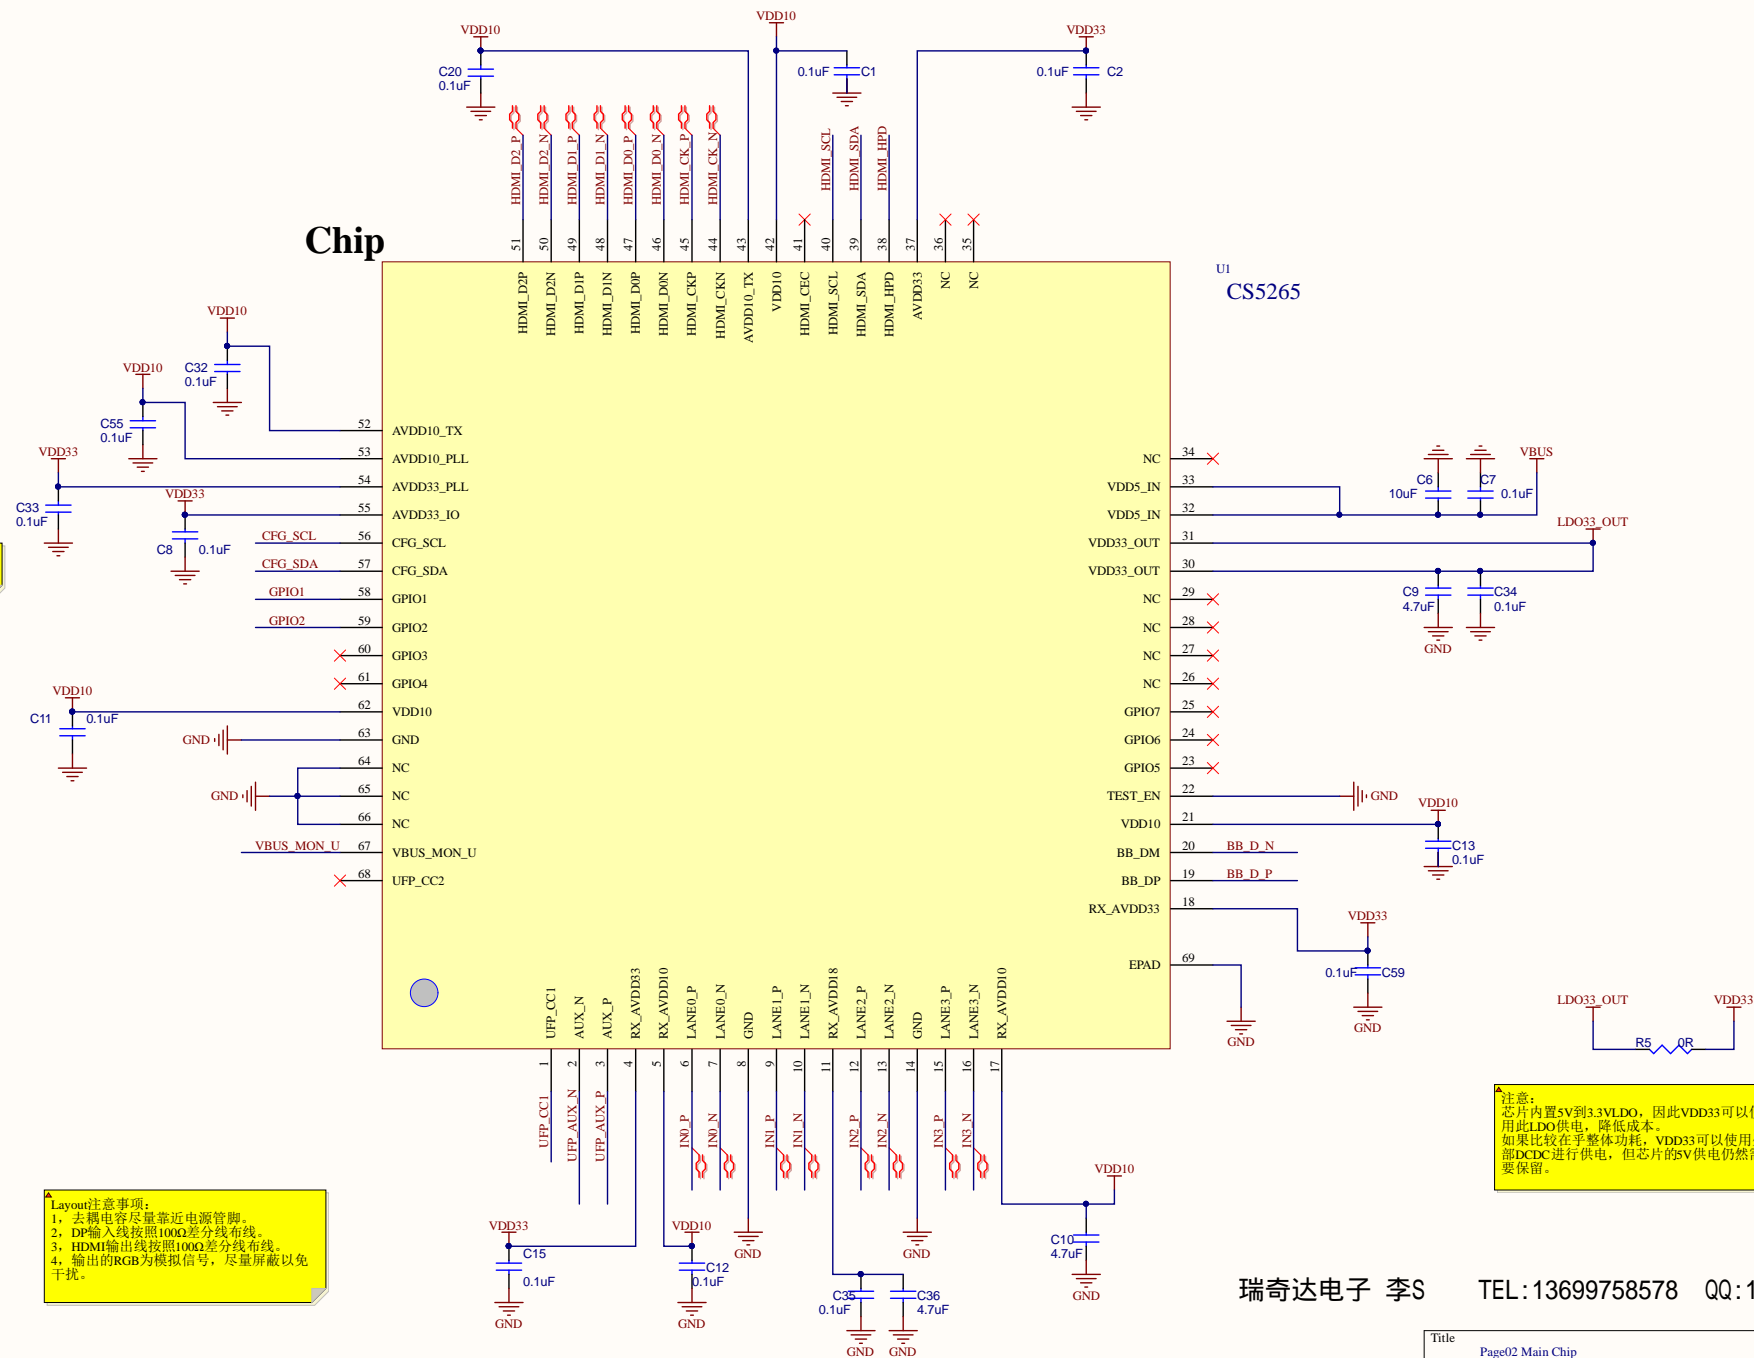 VDD10
VDD10
VDD33
C20
0.1uF
0.1uF
C1
0.1uF
C2
HDMI_D2_P
HDMI_D2_N
HDMI_D1_P
HDMI_D1_N
HDMI_D0_P
HDMI_D0_N
HDMI_CK_P
HDMI_CK_N
HDMI_SCL
HDMI_SDA
HDMI_HPD
Chip
51
50
49
48
47
46
45
44
43
42
41
40
39
38
37
36
35
HDMI_D2P
HDMI_D2N
HDMI_D1P
HDMI_D1N
HDMI_D0P
HDMI_D0N
HDMI_CKP
HDMI_CKN
AVDD10_TX
VDD10
HDMI_CEC
HDMI_SCL
HDMI_SDA
HDMI_HPD
AVDD33
NC
NC
U1
CS5265
VDD10
C32
0.1uF
VDD10
C55
0.1uF
VDD33
C33
0.1uF
VDD33
C8
0.1uF
52
AVDD10_TX
53
AVDD10_PLL
54
AVDD33_PLL
55
AVDD33_IO
CFG_SCL
56
CFG_SCL
CFG_SDA
57
CFG_SDA
GPIO1
58
GPIO1
GPIO2
59
GPIO2
60
GPIO3
61
GPIO4
VDD10
C11
0.1uF
62
VDD10
GND
63
GND
64
NC
GND
65
NC
66
NC
VBUS_MON_U
67
VBUS_MON_U
68
UFP_CC2
NC
34
VDD5_IN
33
VDD5_IN
32
VDD33_OUT
31
VDD33_OUT
30
NC
29
NC
28
NC
27
NC
26
GPIO7
25
GPIO6
24
GPIO5
23
TEST_EN
22
GND
VDD10
21
BB_DM
20
BB_D_N
BB_DP
19
BB_D_P
RX_AVDD33
18
EPAD
69
GND
VBUS
C6
10uF
C7
0.1uF
LDO33_OUT
C9
4.7uF
C34
0.1uF
GND
VDD10
C13
0.1uF
VDD33
0.1uF
C59
GND
LDO33_OUT
VDD33
R5
0R
UFP_CC1
AUX_N
AUX_P
RX_AVDD33
RX_AVDD10
LANE0_P
LANE0_N
GND
LANE1_P
LANE1_N
RX_AVDD18
LANE2_P
LANE2_N
GND
LANE3_P
LANE3_N
RX_AVDD10
1
2
3
4
5
6
7
8
9
10
11
12
13
14
15
16
17
UFP_CC1
UFP_AUX_N
UFP_AUX_P
IN0_P
IN0_N
IN1_P
IN1_N
IN2_P
IN2_N
IN3_P
IN3_N
VDD33
C15
0.1uF
GND
VDD10
C12
0.1uF
GND
GND
GND
C35
0.1uF
C36
4.7uF
GND
GND
VDD10
C10
4.7uF
GND
注意：
芯片内置5V到3.3VLDO，因此VDD33可以
用此LDO供电，降低成本。
如果比较在乎整体功耗，VDD33可以使用
部DCDC进行供电，但芯片的5V供电仍然
要保留。
Layout注意事项：
1，去耦电容尽量靠近电源管脚。
2，DP输入线按照100Ω差分线布线。
3，HDMI输出线按照100Ω差分线布线。
4，输出的RGB为模拟信号，尽量屏蔽以免
干扰。
瑞奇达电子 李S TEL:13699758578 QQ:1
Title
Page02 Main Chip